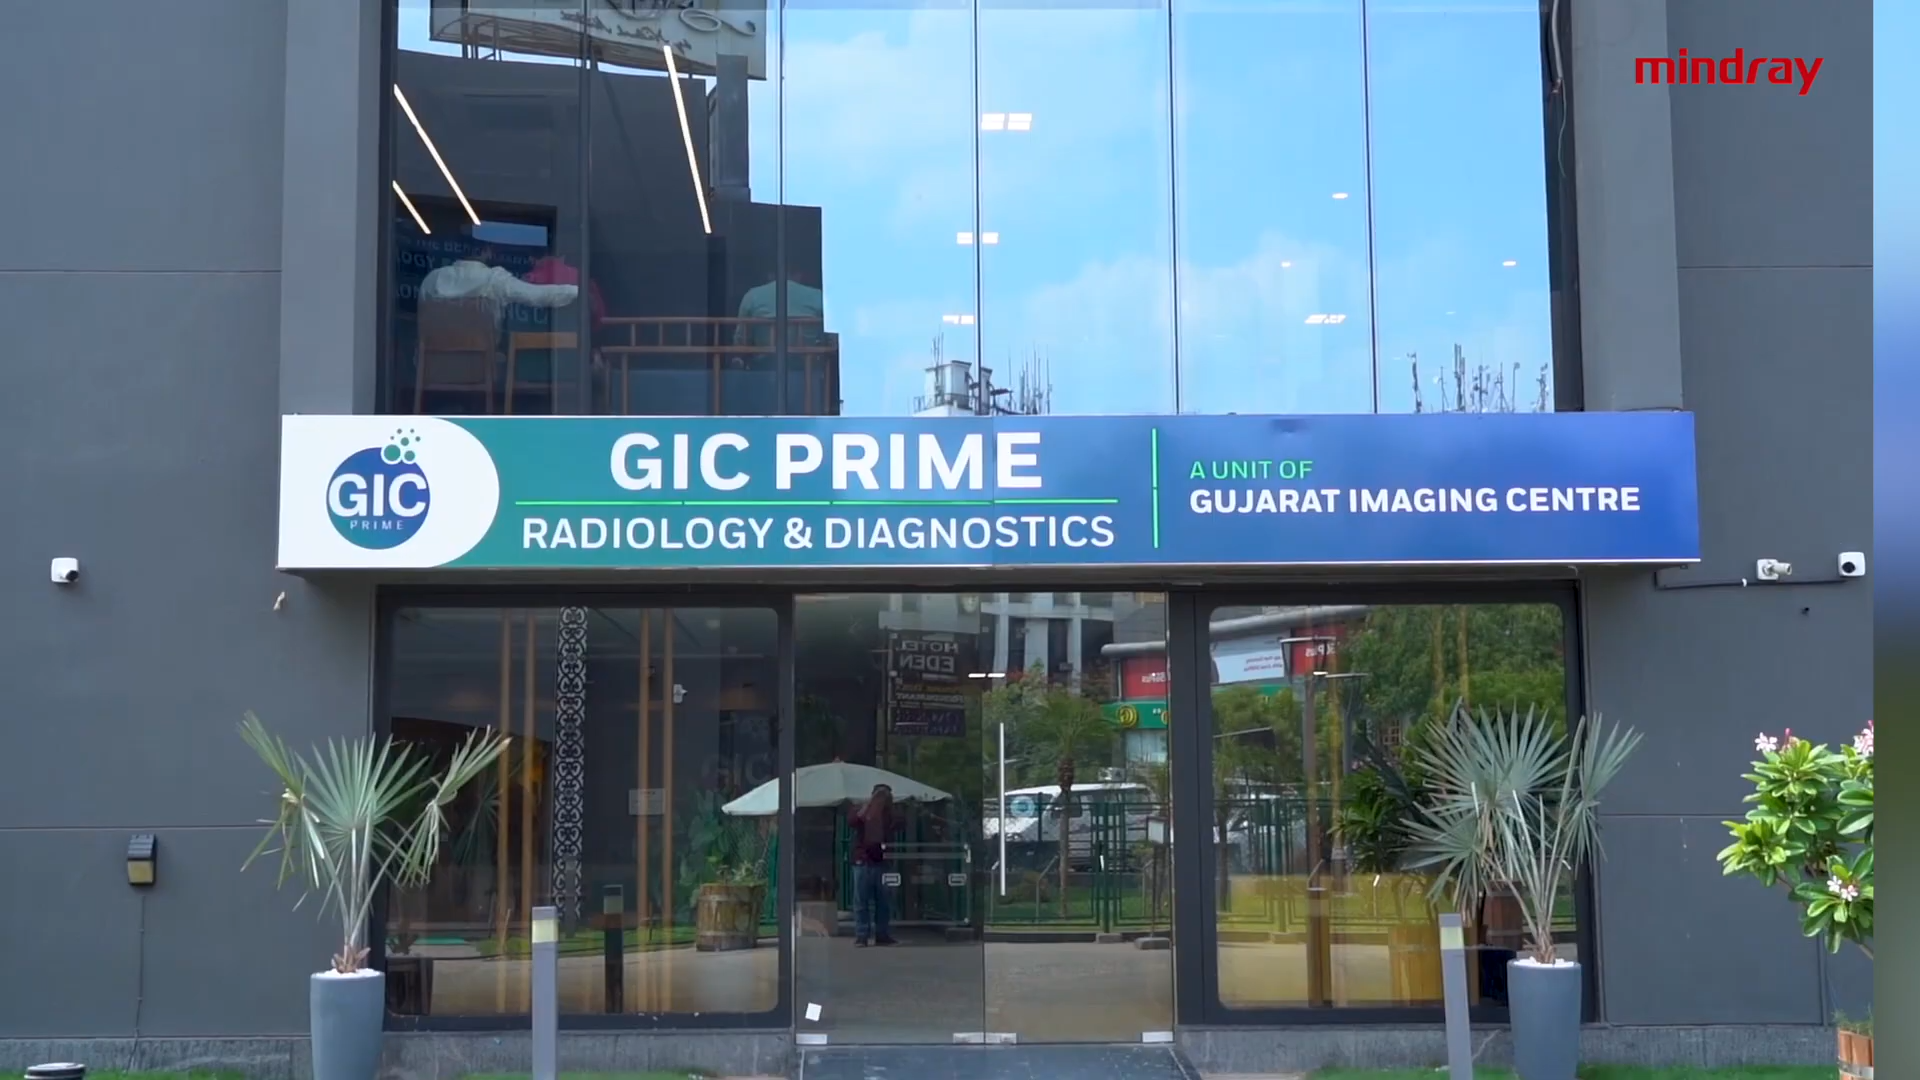 mindray
GIC
PRIME
GIC PRIME
RADIOLOGY & DIAGNOSTICS
A UNIT OF
GUJARAT IMAGING CENTRE
HOTEL
EDEN